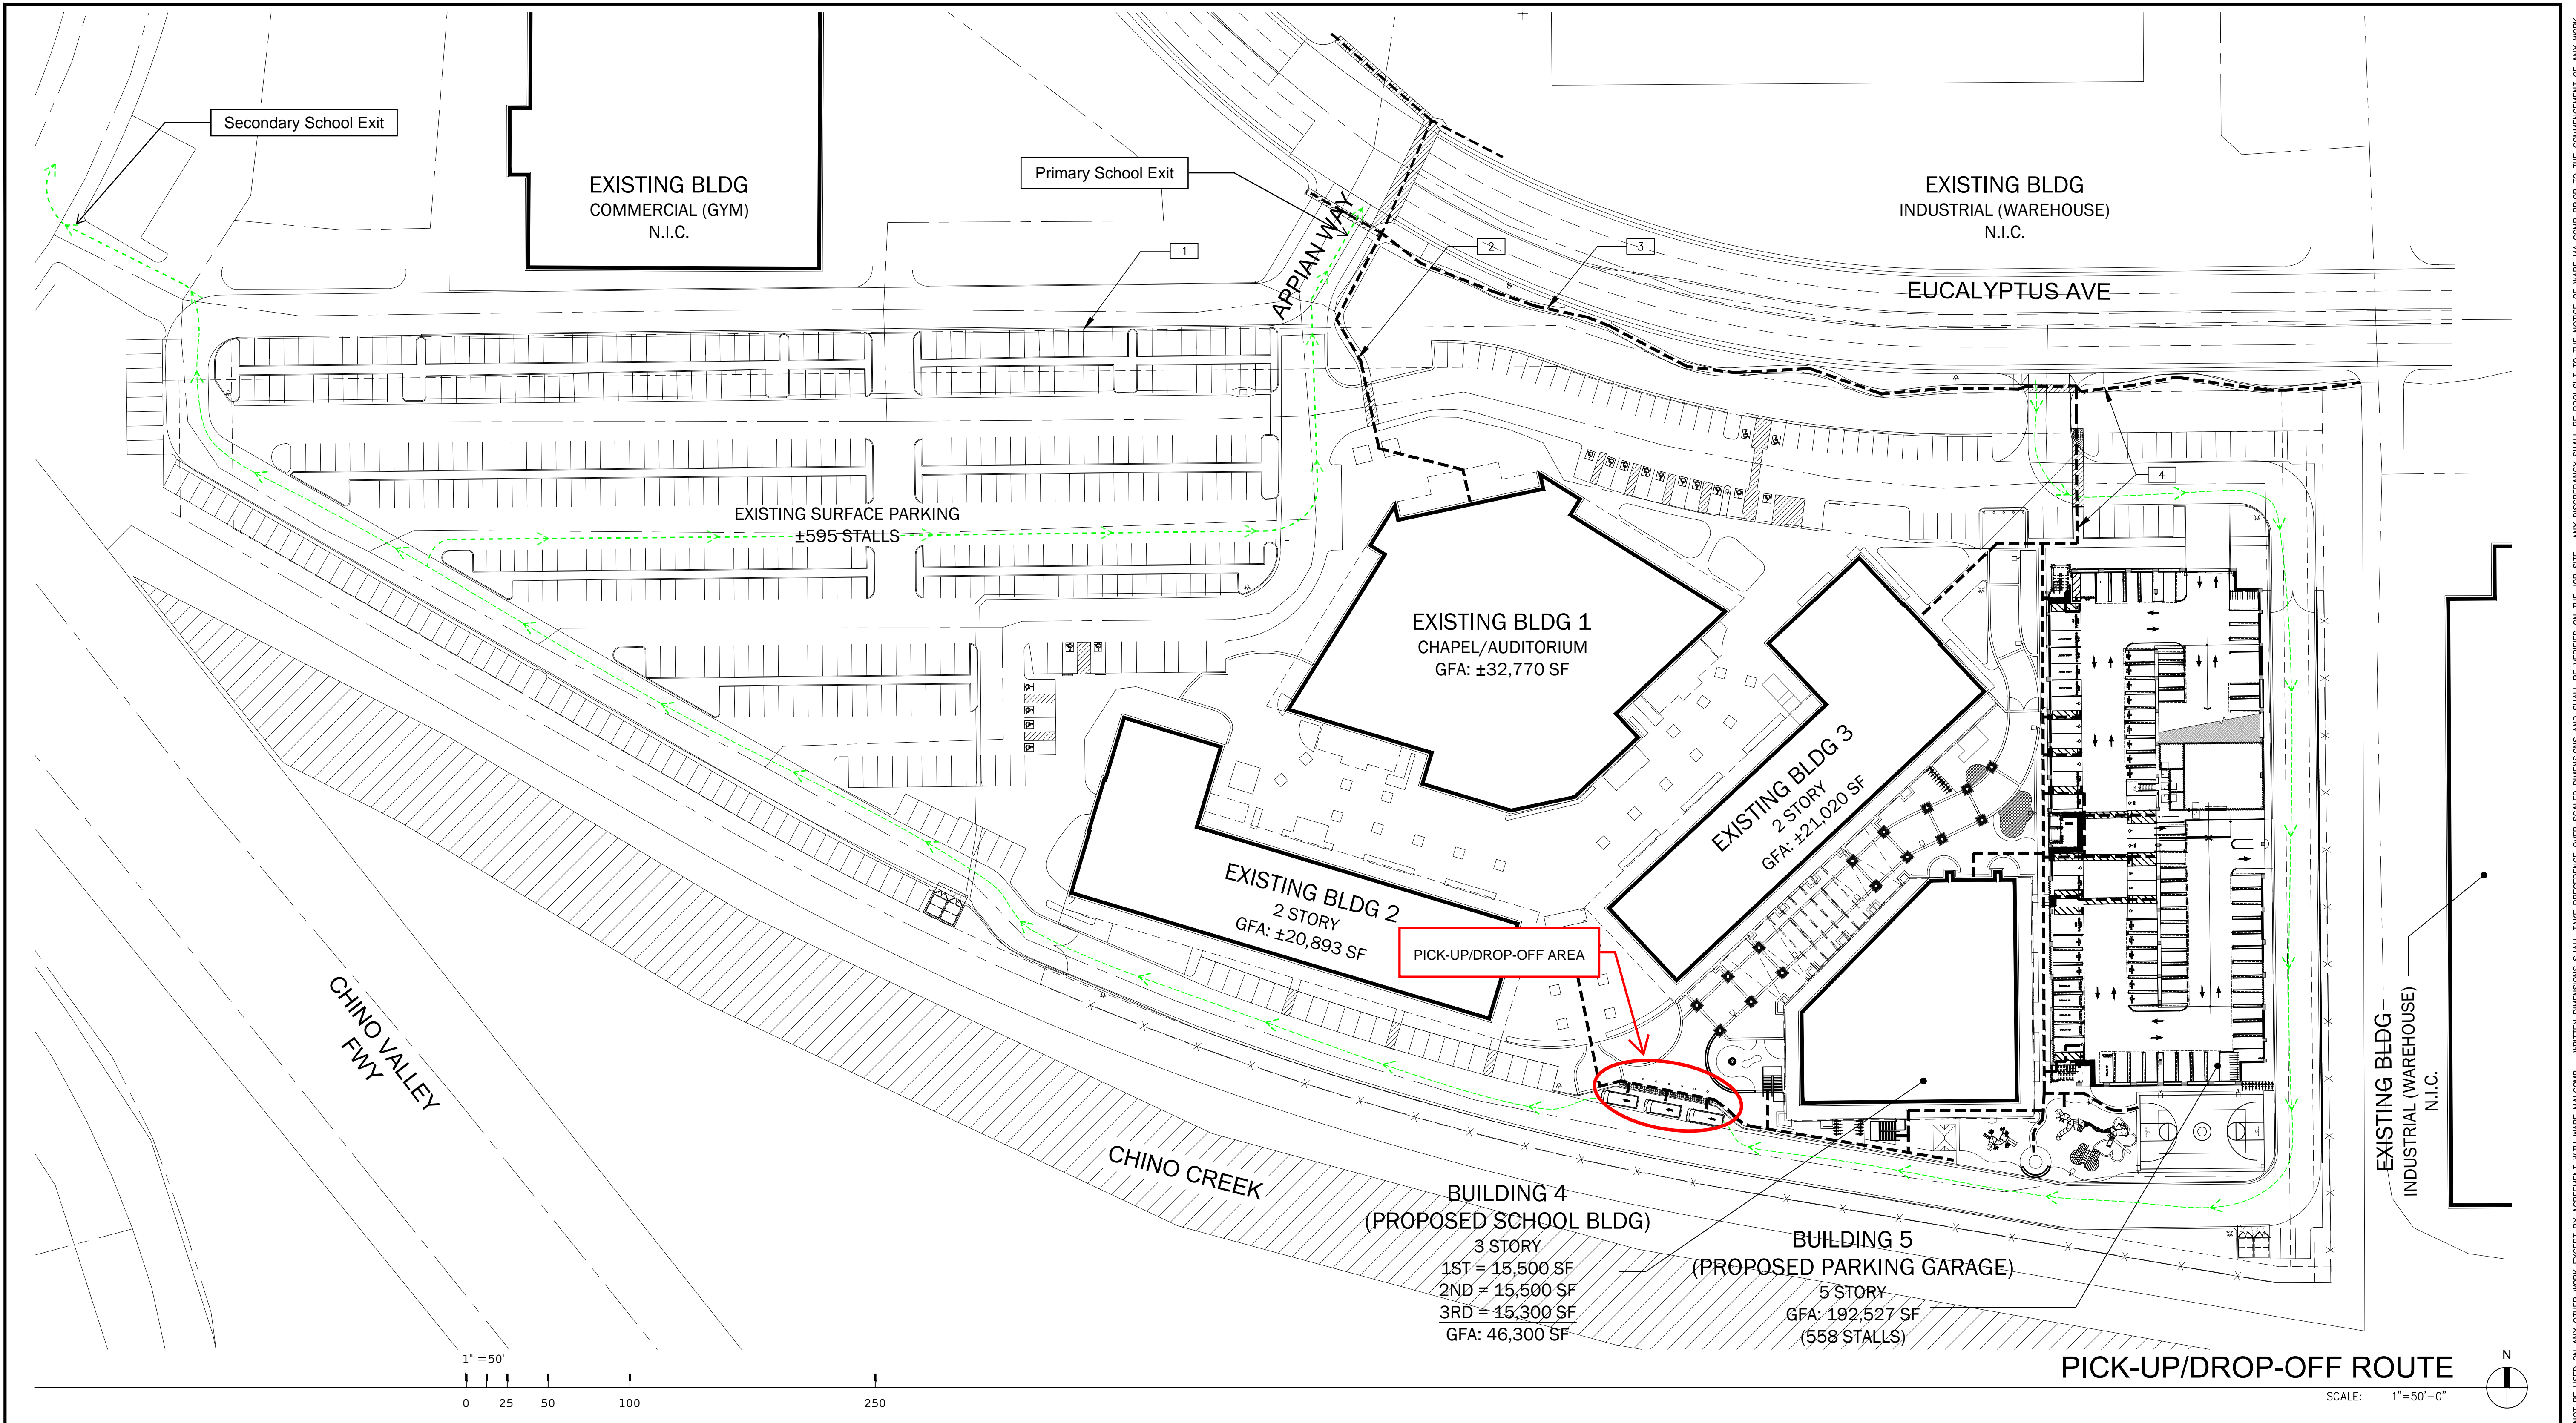 Secondary School Exit
EXISTING BLDG
COMMERCIAL (GYM)
N.I.C.
Primary School Exit
APPIAN WAY
EXISTING BLDG
INDUSTRIAL (WAREHOUSE)
N.I.C.
1
2
3
EUCALYPTUS AVE
4
EXISTING SURFACE PARKING
±595 STALLS
EXISTING BLDG 1
CHAPEL/AUDITORIUM
GFA: ±32,770 SF
EXISTING BLDG 3
2 STORY
GFA: ±21,020 SF
EXISTING BLDG 2
2 STORY
GFA: ±20,893 SF
PICK-UP/DROP-OFF AREA
CHINO VALLEY
FWY
CHINO CREEK
EXISTING BLDG
INDUSTRIAL (WAREHOUSE)
N.I.C.
BUILDING 4
(PROPOSED SCHOOL BLDG)
3 STORY
1ST = 15,500 SF
2ND = 15,500 SF
3RD = 15,300 SF
GFA: 46,300 SF
BUILDING 5
(PROPOSED PARKING GARAGE)
5 STORY
GFA: 192,527 SF
(558 STALLS)
1" =50'
0 25 50 100 250
PICK-UP/DROP-OFF ROUTE
SCALE: 1"=50'-0"
N